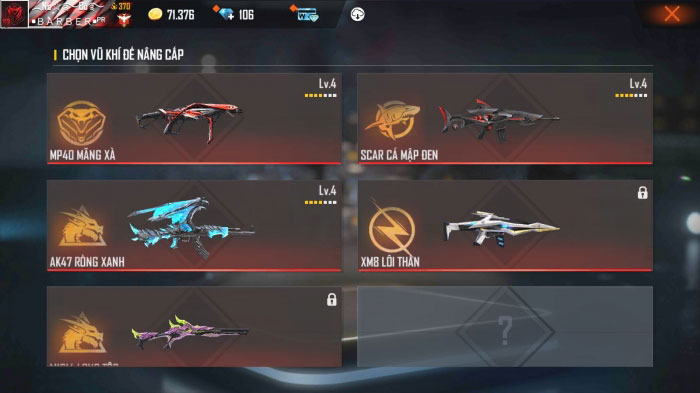 370
•BARBER•PR
71.376
106
CHỌN VŨ KHÍ ĐỂ NÂNG CẤP
Lv.4
MP40 MÃNG XÀ
Lv.4
SCAR CÁ MẬP ĐEN
Lv.4
AK47 RỒNG XANH
XM8 LÔI THẦN
?